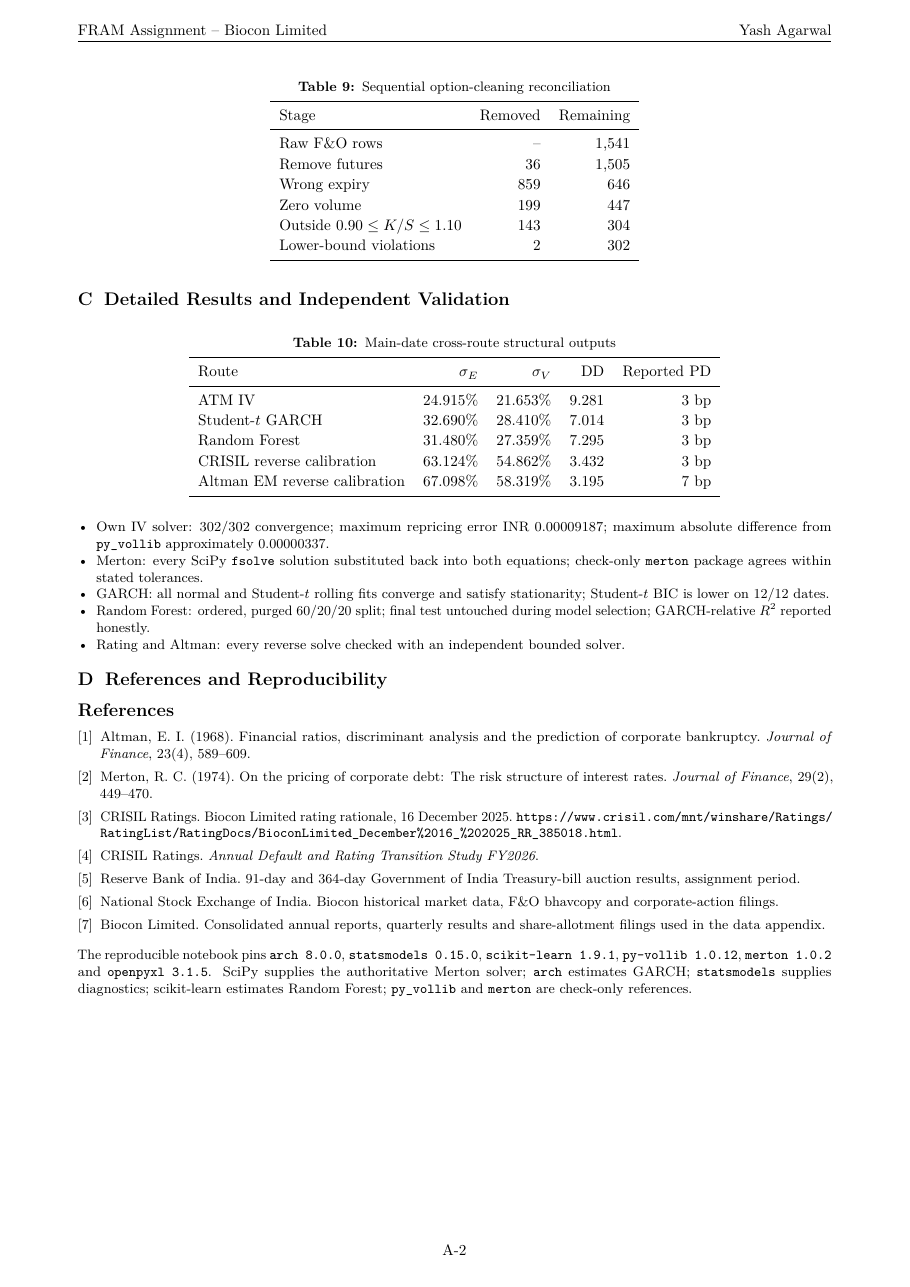 FRAM Assignment – Biocon Limited Yash Agarwal
Table 9: Sequential option-cleaning reconciliation
Stage Removed Remaining
Raw F&O rows – 1,541
Remove futures 36 1,505
Wrong expiry 859 646
Zero volume 199 447
Outside 0.90 ≤ K/S ≤ 1.10 143 304
Lower-bound violations 2 302
C Detailed Results and Independent Validation
Table 10: Main-date cross-route structural outputs
Route σE σV DD Reported PD
ATM IV 24.915% 21.653% 9.281 3 bp
Student-t GARCH 32.690% 28.410% 7.014 3 bp
Random Forest 31.480% 27.359% 7.295 3 bp
CRISIL reverse calibration 63.124% 54.862% 3.432 3 bp
Altman EM reverse calibration 67.098% 58.319% 3.195 7 bp
• Own IV solver: 302/302 convergence; maximum repricing error INR 0.00009187; maximum absolute difference from
py_vollib approximately 0.00000337.
• Merton: every SciPy fsolve solution substituted back into both equations; check-only merton package agrees within
stated tolerances.
• GARCH: all normal and Student-t rolling fits converge and satisfy stationarity; Student-t BIC is lower on 12/12 dates.
• Random Forest: ordered, purged 60/20/20 split; final test untouched during model selection; GARCH-relative R² reported
honestly.
• Rating and Altman: every reverse solve checked with an independent bounded solver.
D References and Reproducibility
References
[1] Altman, E. I. (1968). Financial ratios, discriminant analysis and the prediction of corporate bankruptcy. Journal of
Finance, 23(4), 589–609.
[2] Merton, R. C. (1974). On the pricing of corporate debt: The risk structure of interest rates. Journal of Finance, 29(2),
449–470.
[3] CRISIL Ratings. Biocon Limited rating rationale, 16 December 2025. https://www.crisil.com/mnt/winshare/Ratings/
RatingList/RatingDocs/BioconLimited_December%2016_%202025_RR_385018.html.
[4] CRISIL Ratings. Annual Default and Rating Transition Study FY2026.
[5] Reserve Bank of India. 91-day and 364-day Government of India Treasury-bill auction results, assignment period.
[6] National Stock Exchange of India. Biocon historical market data, F&O bhavcopy and corporate-action filings.
[7] Biocon Limited. Consolidated annual reports, quarterly results and share-allotment filings used in the data appendix.
The reproducible notebook pins arch 8.0.0, statsmodels 0.15.0, scikit-learn 1.9.1, py-vollib 1.0.12, merton 1.0.2
and openpyxl 3.1.5. SciPy supplies the authoritative Merton solver; arch estimates GARCH; statsmodels supplies
diagnostics; scikit-learn estimates Random Forest; py_vollib and merton are check-only references.
A-2